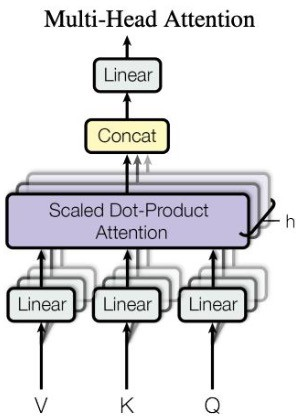 Multi-Head Attention
Linear
Concat
Scaled Dot-Product
Attention
h
Linear Linear Linear
V K Q